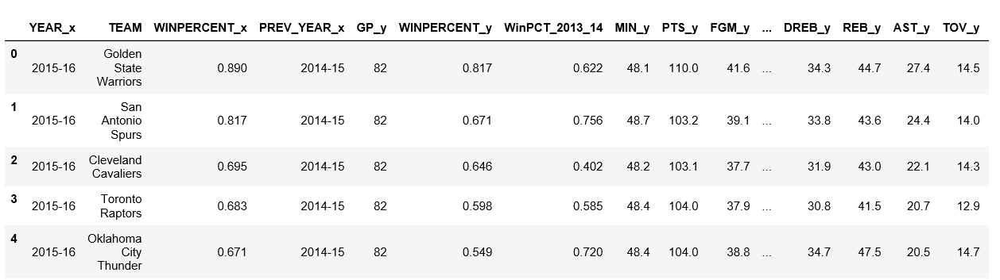 YEAR_x TEAM WINPERCENT_x PREV_YEAR_x GP_y WINPERCENT_y WinPCT_2013_14 MIN_y PTS_y FGM_y ... DREB_y REB_y AST_y TOV_y
0 2015-16 Golden State Warriors 0.890 2014-15 82 0.817 0.622 48.1 110.0 41.6 ... 34.3 44.7 27.4 14.5
1 2015-16 San Antonio Spurs 0.817 2014-15 82 0.671 0.756 48.7 103.2 39.1 ... 33.8 43.6 24.4 14.0
2 2015-16 Cleveland Cavaliers 0.695 2014-15 82 0.646 0.402 48.2 103.1 37.7 ... 31.9 43.0 22.1 14.3
3 2015-16 Toronto Raptors 0.683 2014-15 82 0.598 0.585 48.4 104.0 37.9 ... 30.8 41.5 20.7 12.9
4 2015-16 Oklahoma City Thunder 0.671 2014-15 82 0.549 0.720 48.4 104.0 38.8 ... 34.7 47.5 20.5 14.7